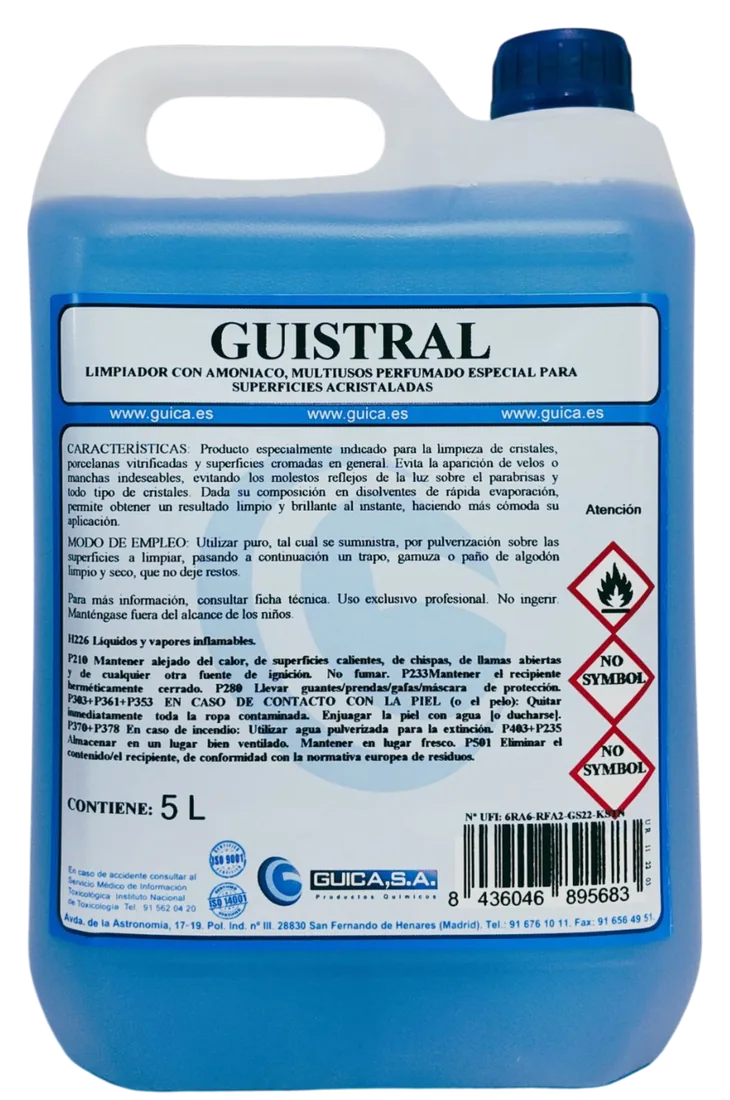 GUISTRAL
LIMPIADOR CON AMONIACO, MULTIUSOS PERFUMADO ESPECIAL PARA
SUPERFICIES ACRISTALADAS
www.guica.es www.guica.es www.guica.es
CARACTERÍSTICAS: Producto especialmente indicado para la limpieza de cristales,
porcelanas vitrificadas y superficies cromadas en general. Evita la aparición de velos o
manchas indeseables, evitando los molestos reflejos de la luz sobre el parabrisas y
todo tipo de cristales. Dada su composición en disolventes de rápida evaporación,
permite obtener un resultado limpio y brillante al instante, haciendo más cómoda su
aplicación.
Atención
MODO DE EMPLEO: Utilizar puro, tal cual se suministra, por pulverización sobre las
superficies a limpiar, pasando a continuación un trapo, gamuza o paño de algodón
limpio y seco, que no deje restos.
Para más información, consultar ficha técnica. Uso exclusivo profesional. No ingerir.
Manténgase fuera del alcance de los niños.
H226 Líquidos y vapores inflamables.
P210 Mantener alejado del calor, de superficies calientes, de chispas, de llamas abiertas
y de cualquier otra fuente de ignición. No fumar. P233Mantener el recipiente
herméticamente cerrado. P280 Llevar guantes/prendas/gafas/máscara de protección.
P303+P361+P353 EN CASO DE CONTACTO CON LA PIEL (o el pelo): Quitar
inmediatamente toda la ropa contaminada. Enjuagar la piel con agua [o ducharse].
P370+P378 En caso de incendio: Utilizar agua pulverizada para la extinción. P403+P235
Almacenar en un lugar bien ventilado. Mantener en lugar fresco. P501 Eliminar el
contenido/el recipiente, de conformidad con la normativa europea de residuos.
NO
SYMBOL
NO
SYMBOL
CONTIENE: 5 L
Nº UFI: 6RA6-RFA2-GS22-KSTN
UR 11 22 01
En caso de accidente consultar al
Servicio Médico de Información
Toxicológica Instituto Nacional
de Toxicología Tel. 91 562 04 20
ISO 9001
ISO 14001
GUICA,S.A.
Productos Químicos
8 436046 895683
Avda. de la Astronomía, 17-19. Pol. Ind. nº III. 28830 San Fernando de Henares (Madrid). Tel.: 91 676 10 11. Fax: 91 656 49 51.